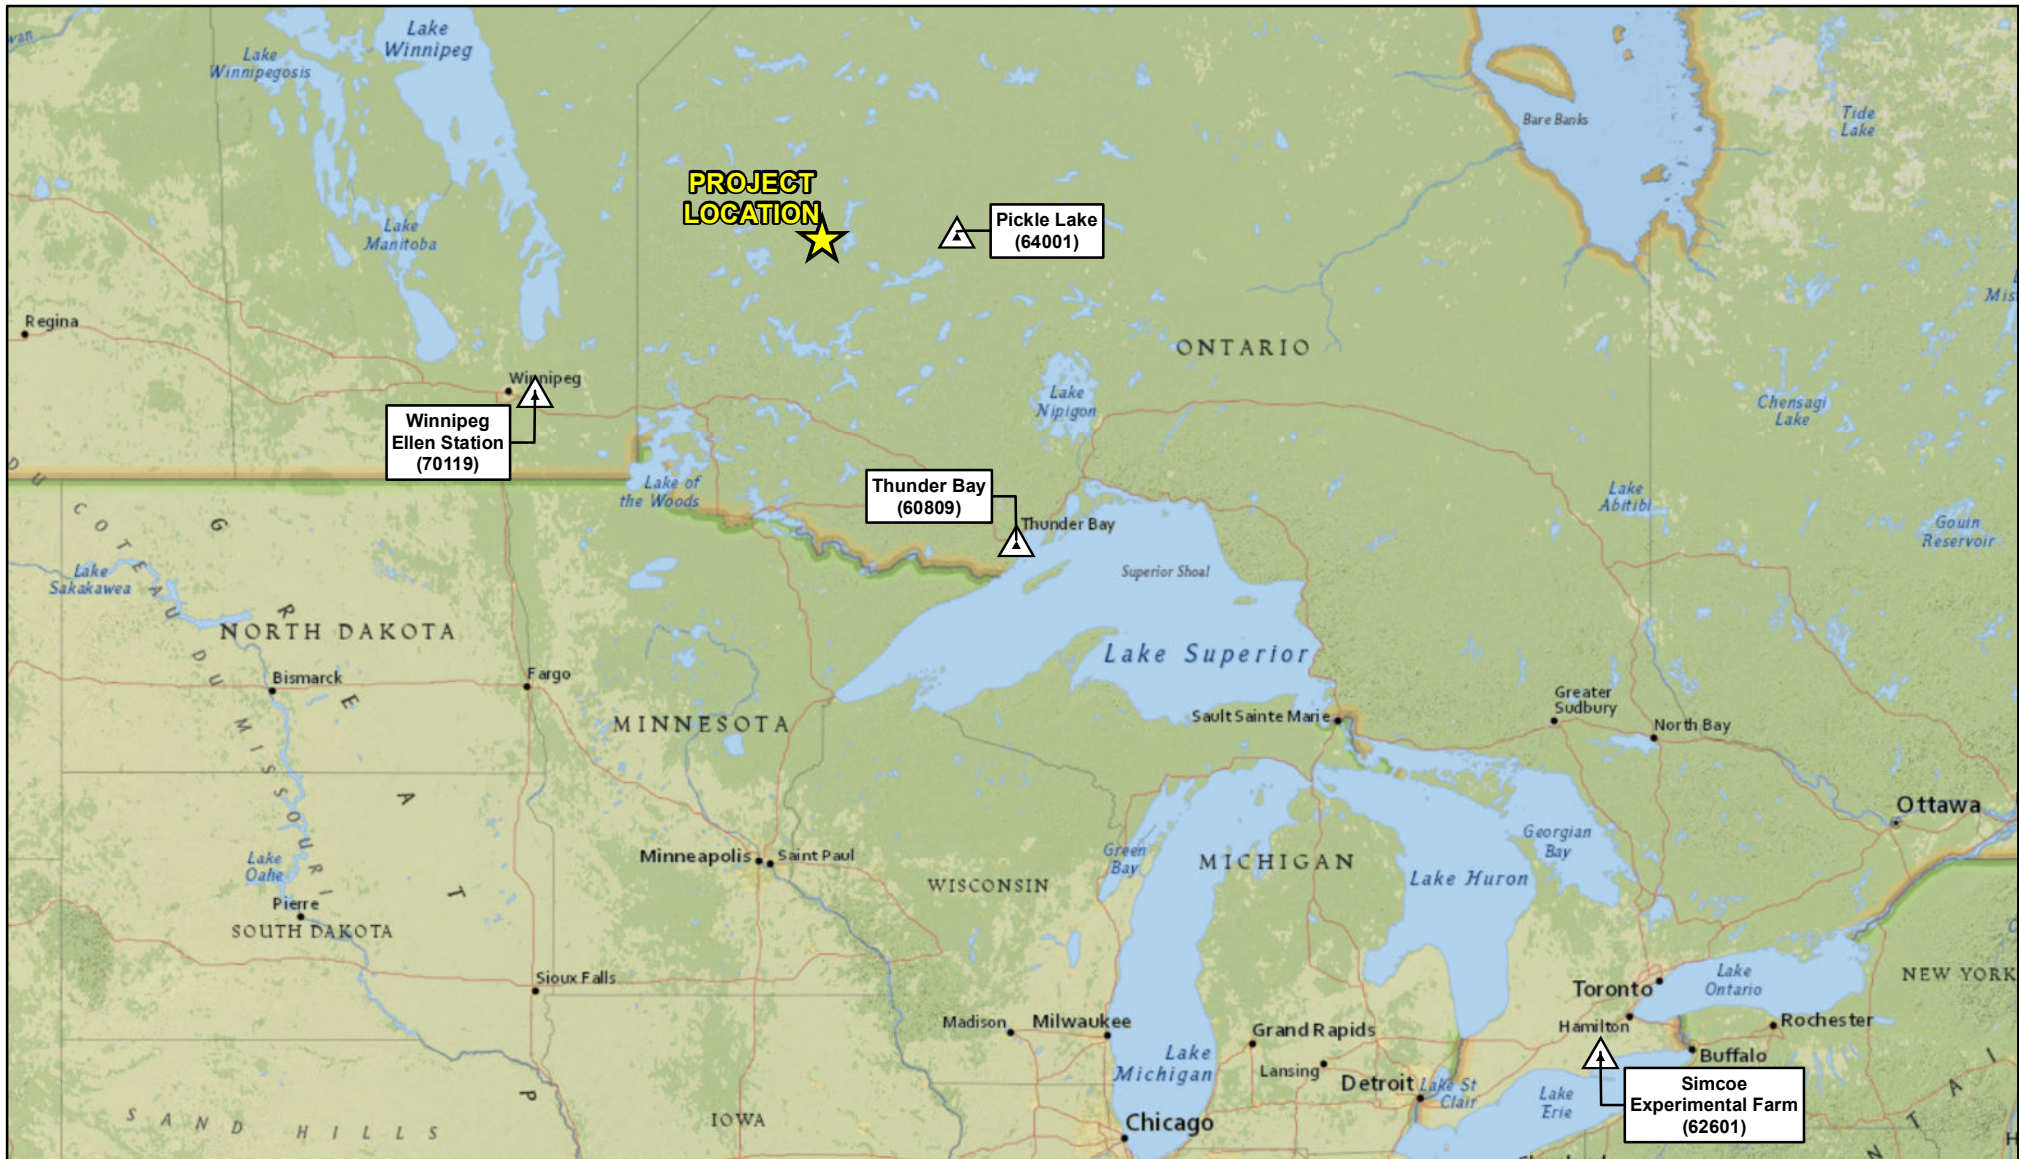 Lake
Winnipeg
Lake
Winnipegosis
Bare Banks
Tide
Lake
PROJECT
LOCATION
Pickle Lake
(64001)
Lake
Manitoba
Regina
ONTARIO
Winnipeg
Winnipeg
Ellen Station
(70119)
Lake
Nipigon
Chensagi
Lake
Lake of
the Woods
Thunder Bay
(60809)
Thunder Bay
Lake
Abitibi
Gouin
Reservoir
Superior Shoal
Lake
Sakakawea
COTEAU DU MISSOURI
GREAT P
NORTH DAKOTA
Lake Superior
Bismarck
Fargo
MINNESOTA
Sault Sainte Marie
Greater
Sudbury
North Bay
Ottawa
Georgian
Bay
Green
Bay
MICHIGAN
Lake Huron
Minneapolis
Saint Paul
WISCONSIN
Lake
Oahe
Pierre
SOUTH DAKOTA
Sioux Falls
Lake
Ontario
NEW YORK
Toronto
Madison
Milwaukee
Grand Rapids
Hamilton
Rochester
Lake
Michigan
Lansing
Detroit
Lake St
Clair
Buffalo
Lake
Erie
Simcoe
Experimental Farm
(62601)
SAND HILLS
IOWA
Chicago